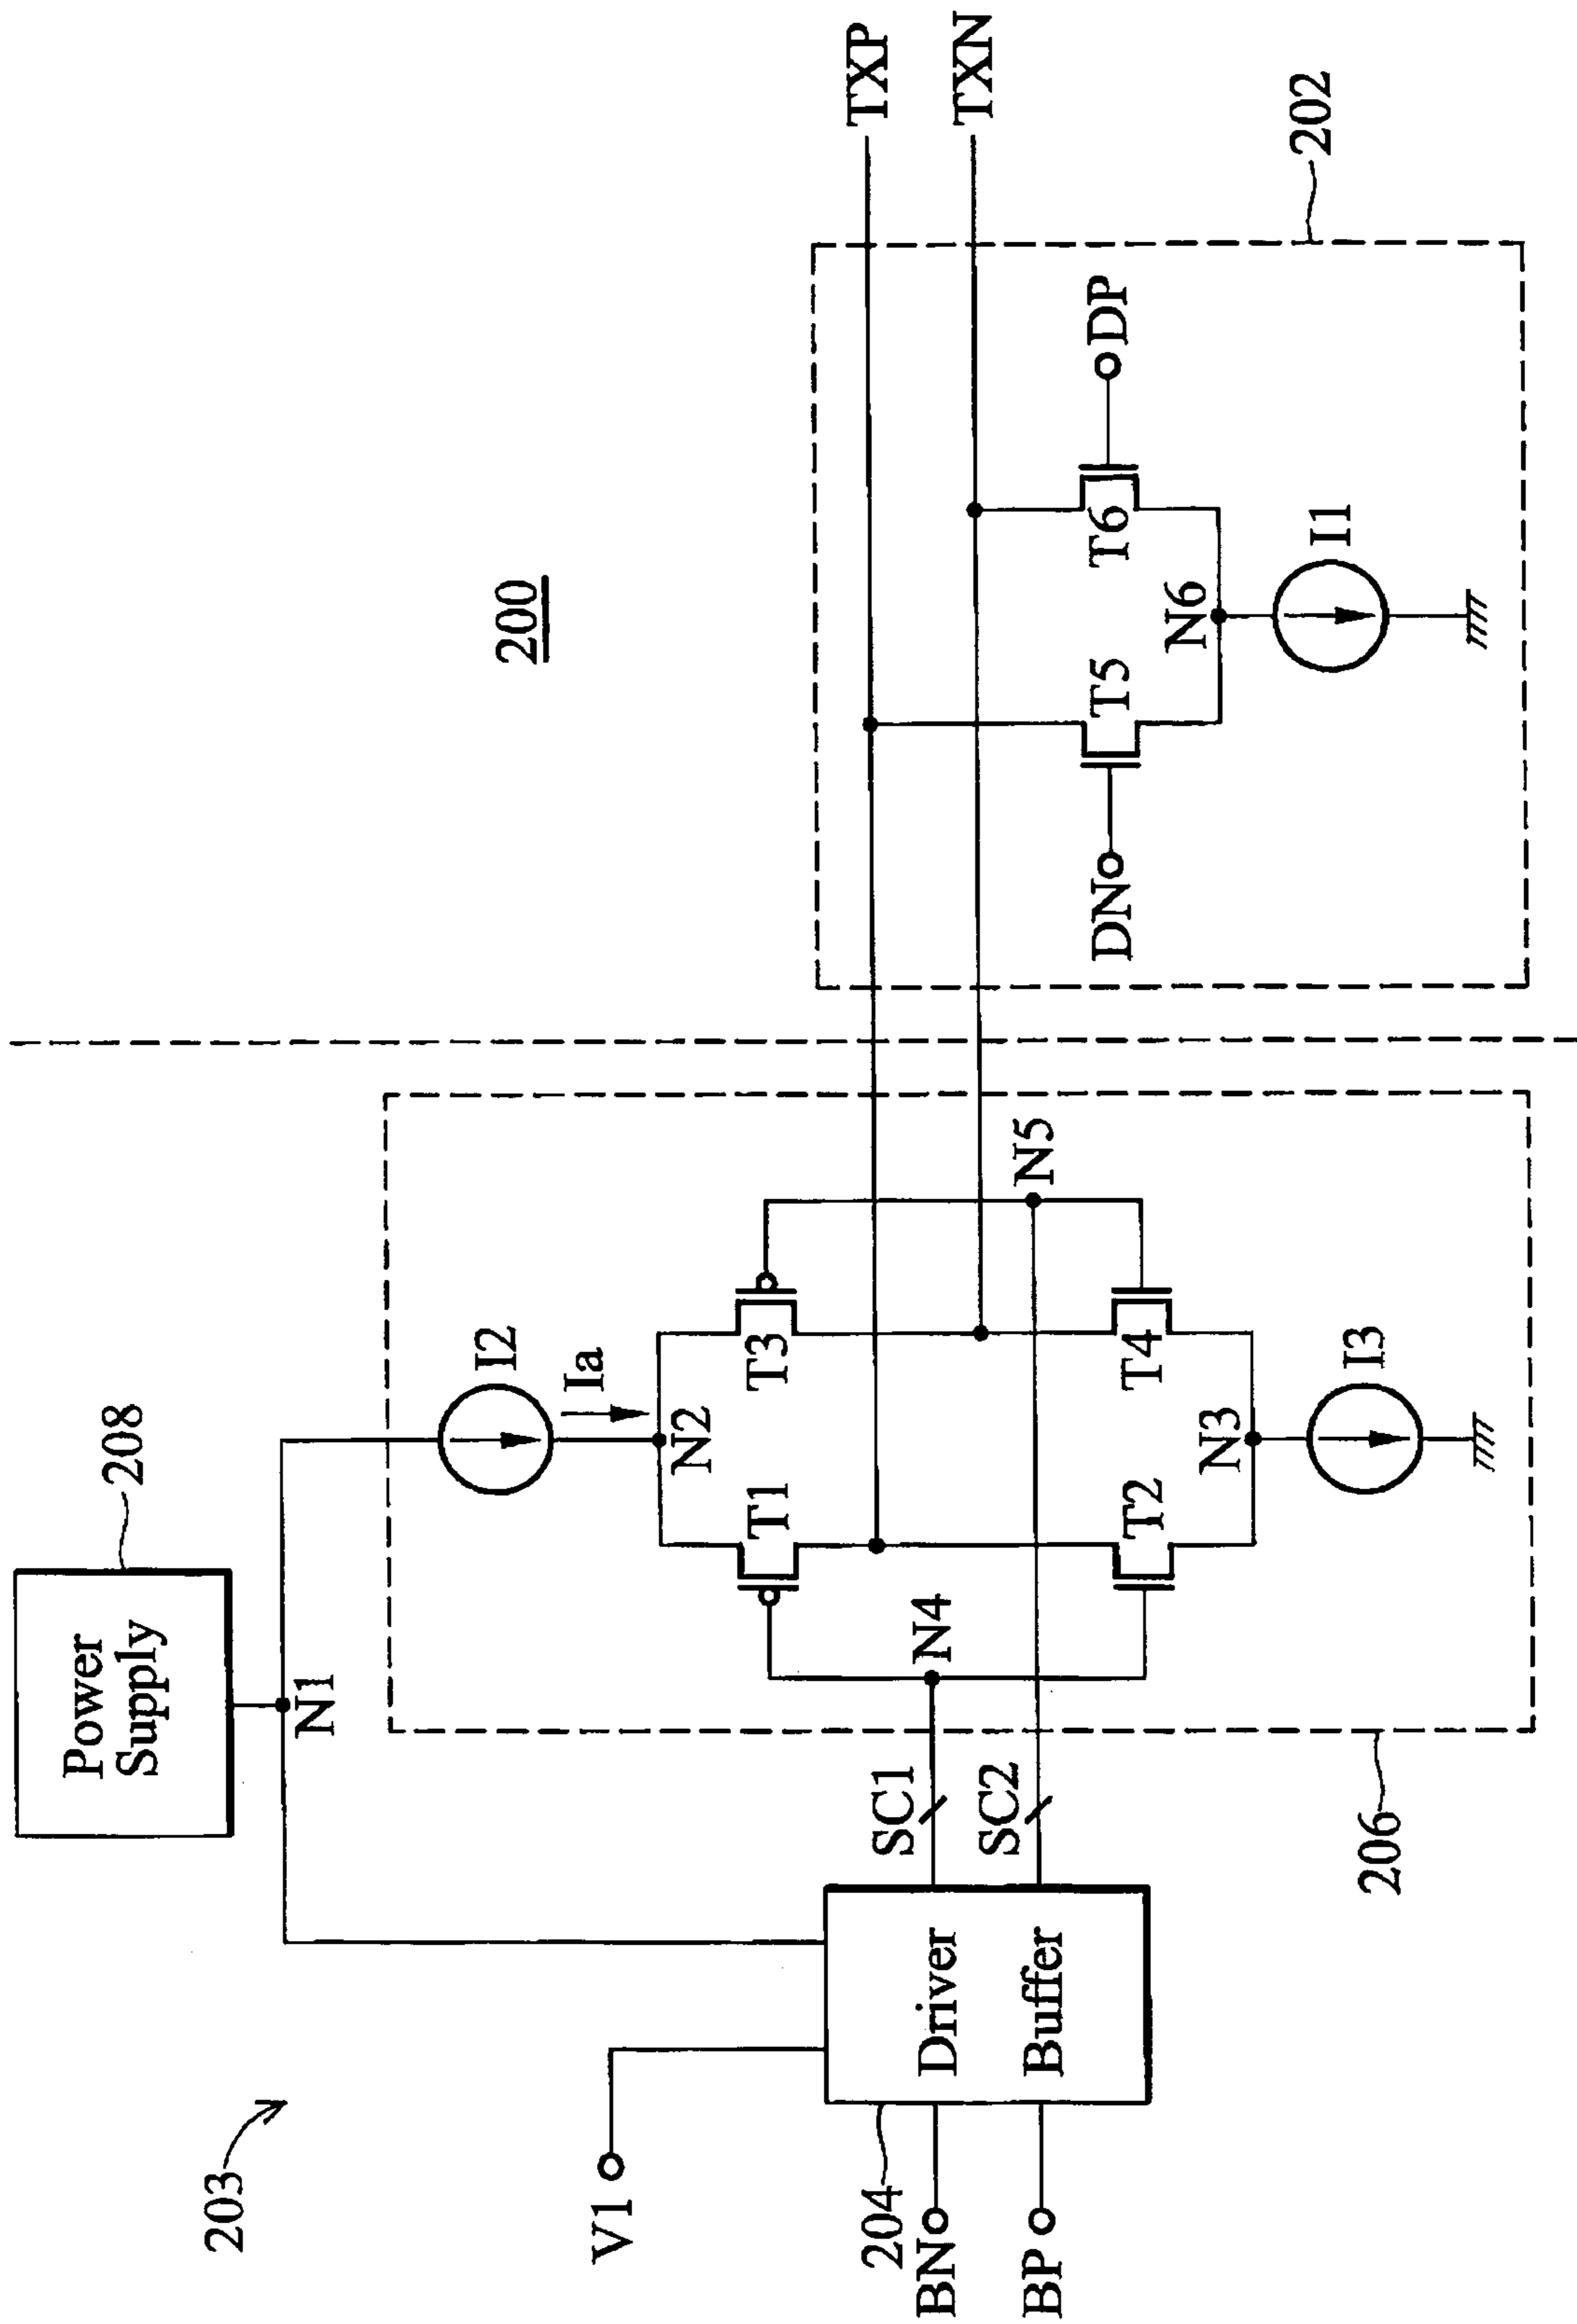 200
203
Power
Supply
208
N1
V1
I2
Ia
N2
T1
T3
TXP
TXN
N4
N5
SC1
SC2
204
BN
BP
Driver
Buffer
T2
T4
N3
I3
206
DN
T5
T6
DP
N6
I1
202